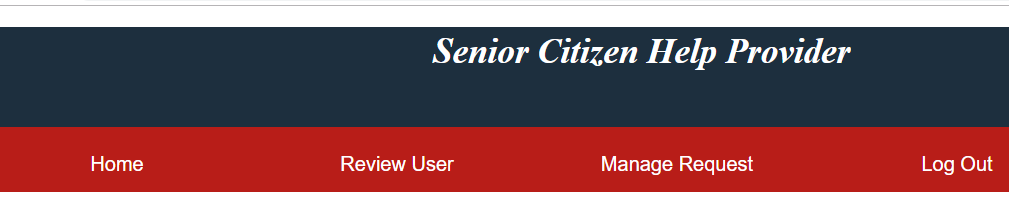 Senior Citizen Help Provider
Home Review User Manage Request Log Out